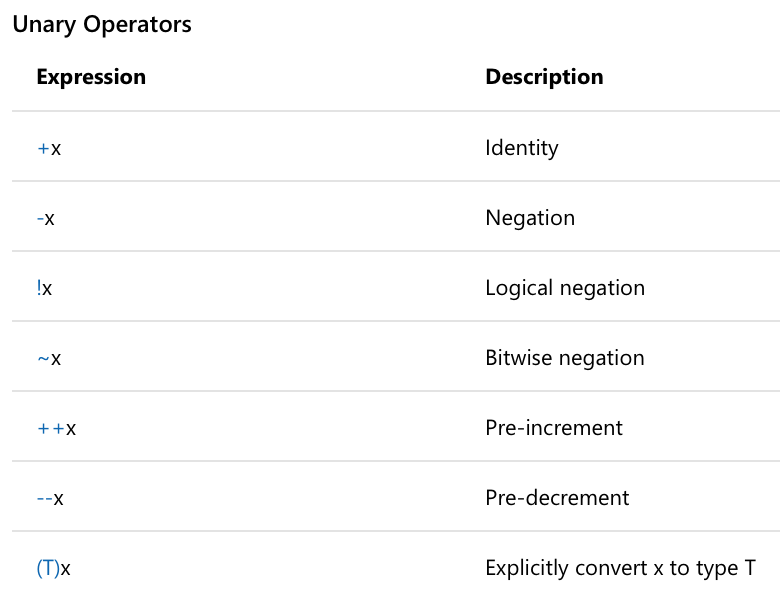 Unary Operators
Expression Description
+x Identity
-x Negation
!x Logical negation
~x Bitwise negation
++x Pre-increment
--x Pre-decrement
(T)x Explicitly convert x to type T